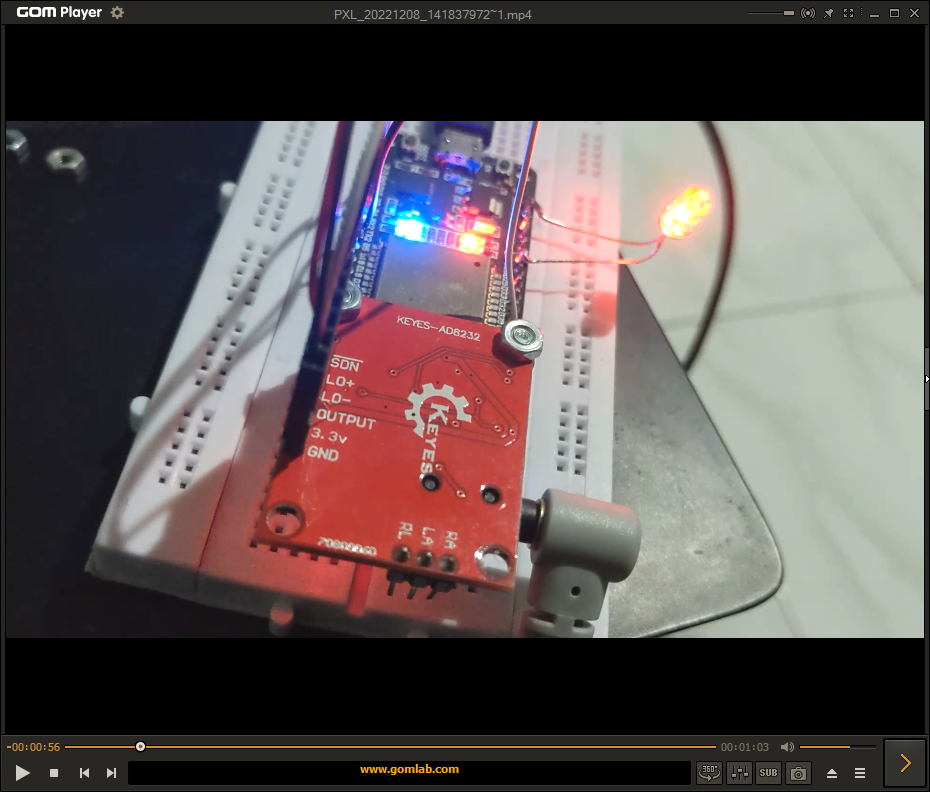 GOM Player
PXL_20221208_141837972~1.mp4
KEYES-AD8232
SDN
LO+
LO-
OUTPUT
3.3v
GND
KEYES
RL
LA
RA
-00:00:56
00:01:03
www.gomlab.com
360°
SUB